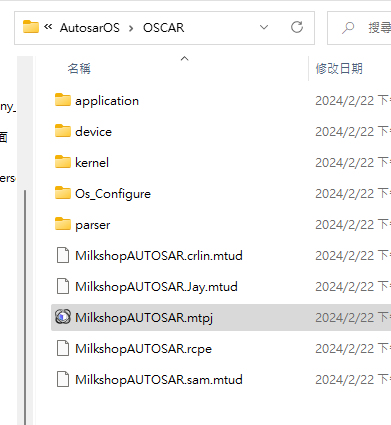 « AutosarOS > OSCAR
搜尋
名稱
修改日期
application
2024/2/22 下
ny_
device
2024/2/22 下
面
kernel
2024/2/22 下
erso
Os_Configure
2024/2/22 下
parser
2024/2/22 下
MilkshopAUTOSAR.crlin.mtud
2024/2/22 下
MilkshopAUTOSAR.Jay.mtud
2024/2/22 下
MilkshopAUTOSAR.mtpj
2024/2/22 下
MilkshopAUTOSAR.rcpe
2024/2/22 下
MilkshopAUTOSAR.sam.mtud
2024/2/22 下